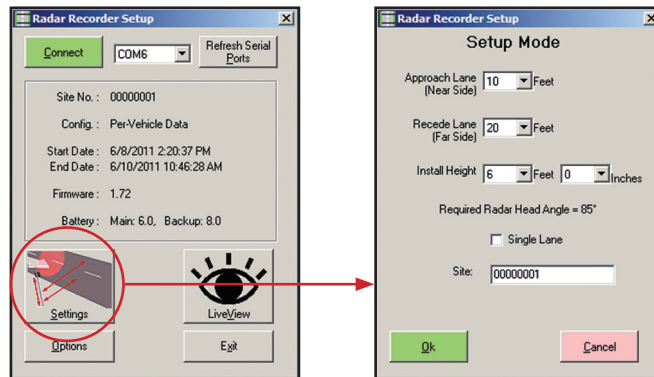 Radar Recorder Setup
Connect
COM6
Refresh Serial
Ports
Site No. : 00000001
Config. : Per-Vehicle Data
Start Date : 6/8/2011 2:20:37 PM
End Date : 6/10/2011 10:46:28 AM
Firmware : 1.72
Battery : Main: 6.0, Backup: 8.0
Settings
LiveView
Options
Exit
Radar Recorder Setup
Setup Mode
Approach Lane
(Near Side)
10 Feet
Recede Lane
(Far Side)
20 Feet
Install Height 6 Feet 0 Inches
Required Radar Head Angle = 85°
Single Lane
Site: 00000001
Ok
Cancel